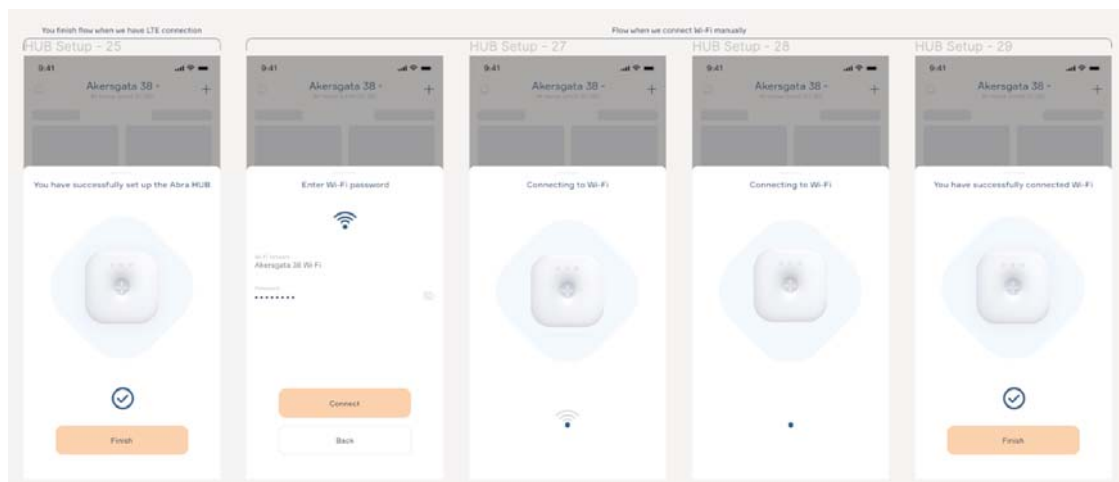 You finish flow when we have LTE connection
Flow when we connect Wi-Fi manually
HUB Setup - 25
HUB Setup - 27
HUB Setup - 28
HUB Setup - 29
9:41
Akersgata 38
You have successfully set up the Abra HUB
Finish
9:41
Akersgata 38
Enter Wi-Fi password
Akersgata 38 Wi-Fi
Password
••••••••
Connect
Back
9:41
Akersgata 38
Connecting to Wi-Fi
9:41
Akersgata 38
Connecting to Wi-Fi
9:41
Akersgata 38
You have successfully connected Wi-Fi
Finish